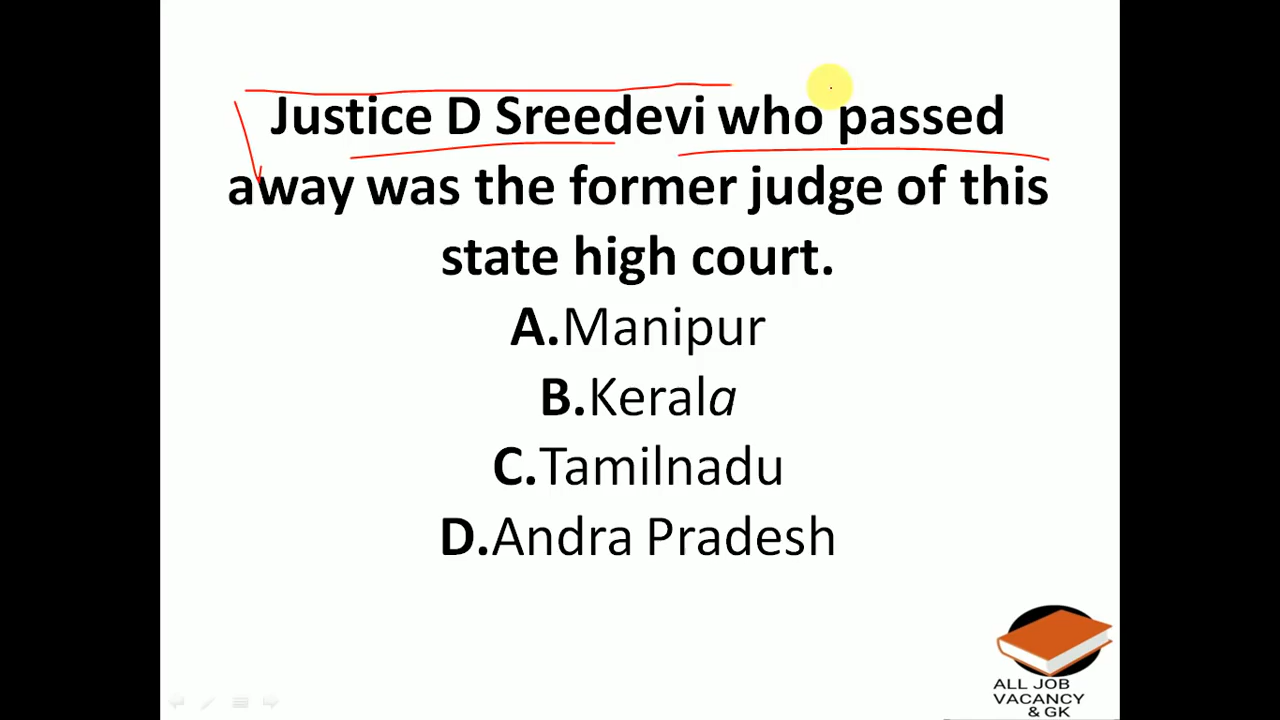 Justice D Sreedevi who passed
away was the former judge of this
state high court.
A.Manipur
B.Kerala
C.Tamilnadu
D.Andra Pradesh
ALL JOB
VACANCY
& GK